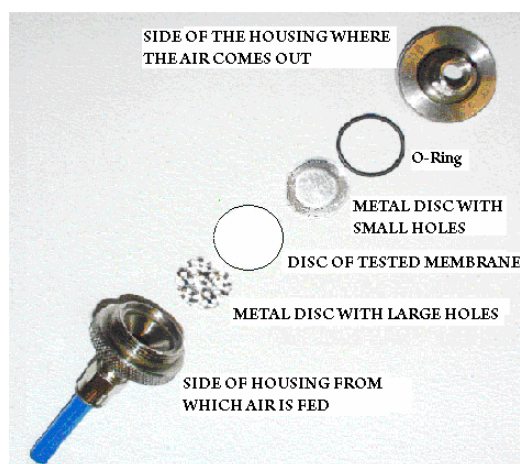 SIDE OF THE HOUSING WHERE
THE AIR COMES OUT
O-Ring
METAL DISC WITH
SMALL HOLES
DISC OF TESTED MEMBRANE
METAL DISC WITH LARGE HOLES
SIDE OF HOUSING FROM
WHICH AIR IS FED